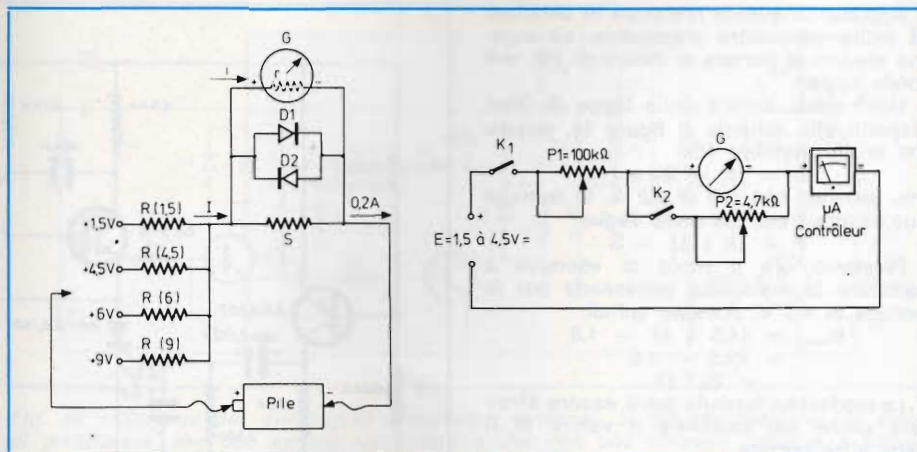 G
i
+ r -
D1
D2
I
0,2A
S
+1,5V R (1,5)
+4,5V R (4,5)
+6V R (6)
+9V R (9)
+ -
Pile
K1
P1=100kΩ
G
+ -
K2
P2=4,7kΩ
+ -
µA
Contrôleur
+
E=1,5 à 4,5V=
-